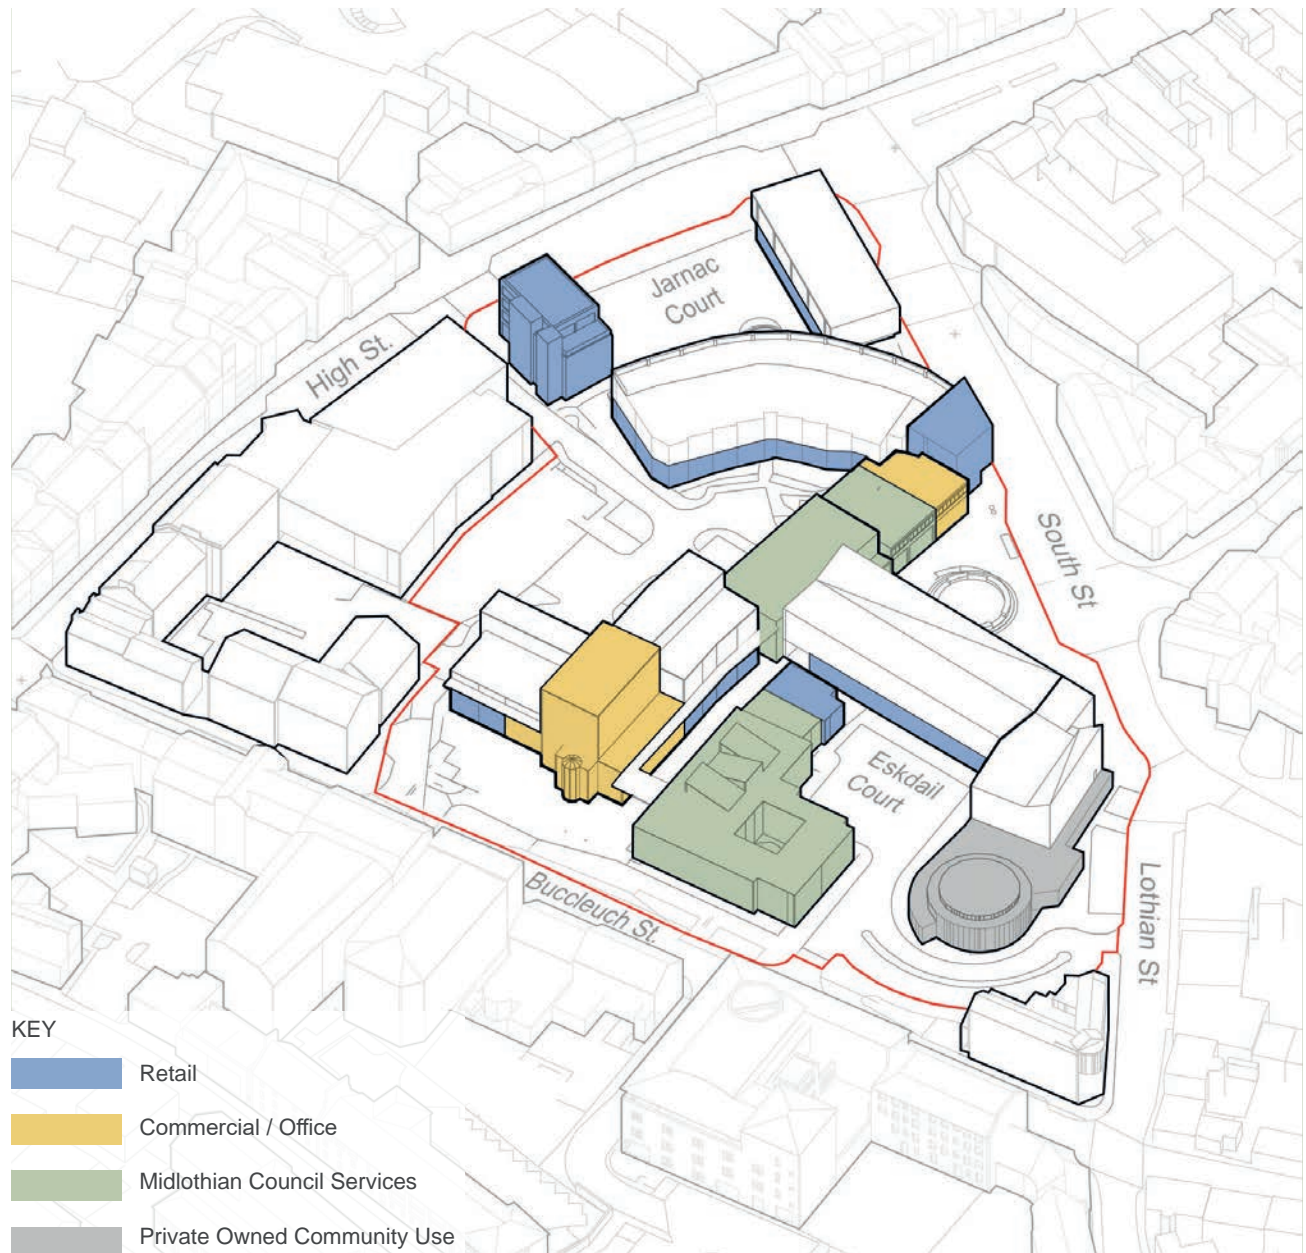 Jarnac
Court
High St.
South St
Eskdail
Court
Buccleuch St.
Lothian St
KEY
Retail
Commercial / Office
Midlothian Council Services
Private Owned Community Use